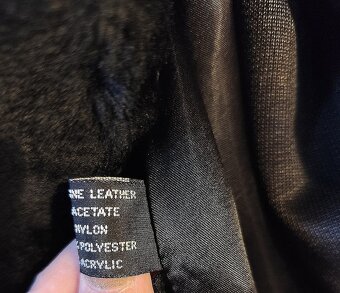 LEATHER
ACETATE
NYLON
POLYESTER
ACRYLIC